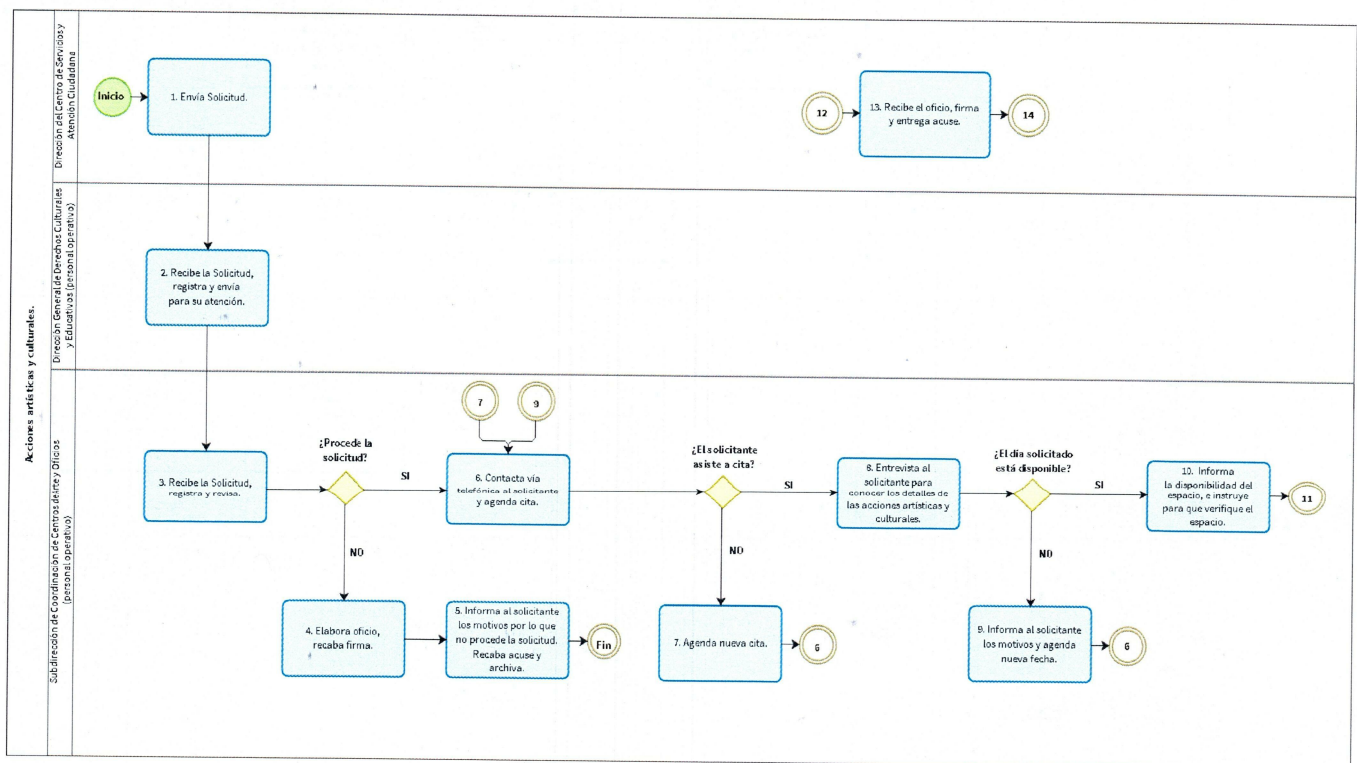 Acciones artísticas y culturales.
Dirección del Centro de Servicios y
Atención Ciudadana
Inicio
1. Envía Solicitud.
12
13. Recibe el oficio, firma
y entrega acuse.
14
Dirección General de Derechos Culturales
y Educativos (personal operativo)
2. Recibe la Solicitud,
registra y envía
para su atención.
Subdirección de Coordinación de Centros de Arte y Oficios
(personal operativo)
3. Recibe la Solicitud,
registra y revisa.
¿Procede la
solicitud?
SI
NO
4. Elabora oficio,
recaba firma.
5. Informa al solicitante
los motivos por lo que
no procede la solicitud.
Recaba acuse y
archiva.
Fin
7
9
6. Contacta vía
telefónica al solicitante
y agenda cita.
¿El solicitante
asiste a cita?
SI
NO
7. Agenda nueva cita.
6
8. Entrevista al
solicitante para
conocer los detalles de
las acciones artísticas y
culturales.
¿El día solicitado
está disponible?
SI
NO
9. Informa al solicitante
los motivos y agenda
nueva fecha.
6
10. Informa
la disponibilidad del
espacio, e instruye
para que verifique el
espacio.
11